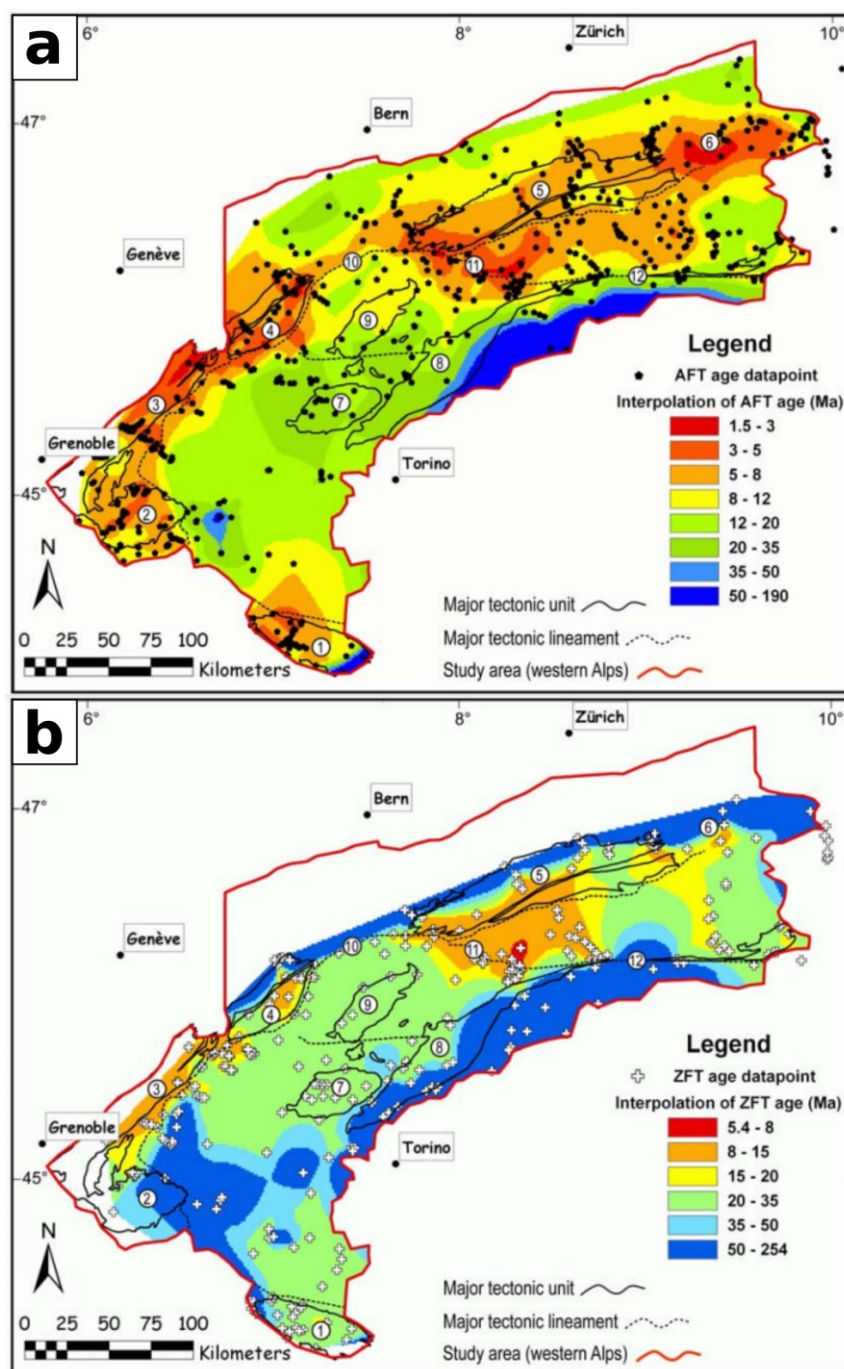 a
6°
8°
Zürich
10°
47°
Bern
6
5
Genève
10
11
12
9
4
8
3
7
Grenoble
Torino
45°
2
N
1
0 25 50 75 100
Kilometers
Legend
AFT age datapoint
Interpolation of AFT age (Ma)
1.5 - 3
3 - 5
5 - 8
8 - 12
12 - 20
20 - 35
35 - 50
50 - 190
Major tectonic unit
Major tectonic lineament
Study area (western Alps)
b
6°
8°
Zürich
10°
47°
Bern
6
5
Genève
10
11
12
9
4
8
3
7
Grenoble
Torino
45°
2
N
1
0 25 50 75 100
Kilometers
Legend
ZFT age datapoint
Interpolation of ZFT age (Ma)
5.4 - 8
8 - 15
15 - 20
20 - 35
35 - 50
50 - 254
Major tectonic unit
Major tectonic lineament
Study area (western Alps)